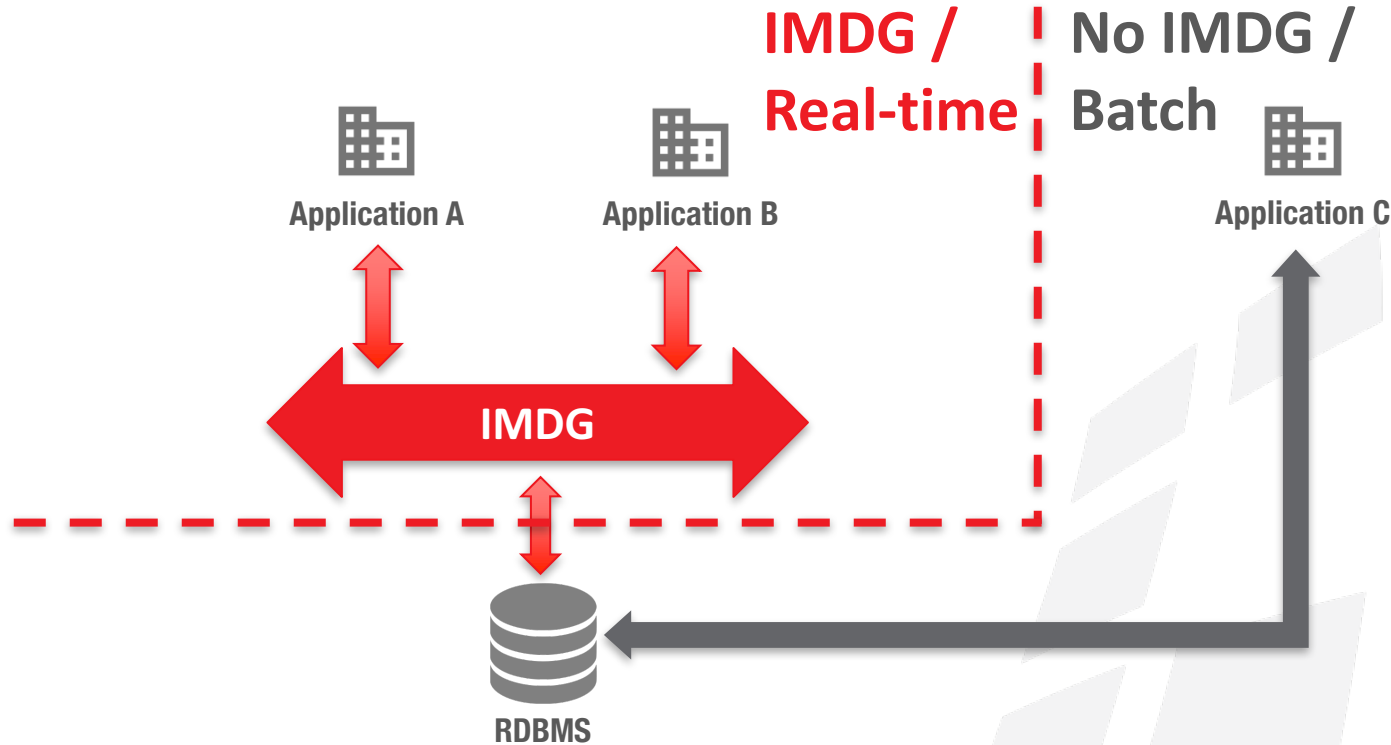 IMDG /
Real-time
No IMDG /
Batch
Application A
Application B
Application C
IMDG
RDBMS